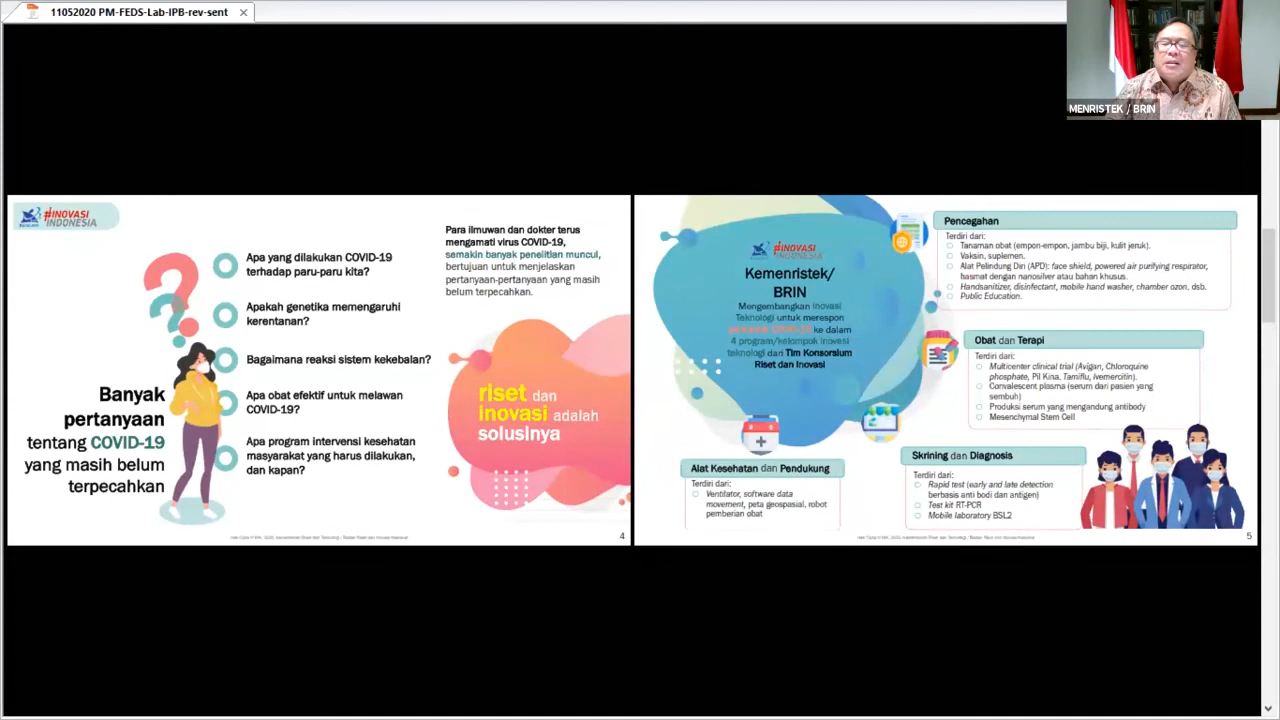 11052020 PM-FEDS-Lab-IPB-rev-sent
MENRISTEK / BRIN
#INOVASI
INDONESIA
Banyak
pertanyaan
tentang COVID-19
yang masih belum
terpecahkan
Apa yang dilakukan COVID-19
terhadap paru-paru kita?
Apakah genetika memengaruhi
kerentanan?
Bagaimana reaksi sistem kekebalan?
Apa obat efektif untuk melawan
COVID-19?
Apa program intervensi kesehatan
masyarakat yang harus dilakukan,
dan kapan?
Para ilmuwan dan dokter terus
mengamati virus COVID-19,
semakin banyak penelitian muncul,
bertujuan untuk menjelaskan
pertanyaan-pertanyaan yang masih
belum terpecahkan.
riset dan
inovasi adalah
solusinya
4
#INOVASI
INDONESIA
Kemenristek/
BRIN
Mengembangkan Inovasi
Teknologi untuk merespon
COVID-19 ke dalam
4 program/kelompok inovasi
teknologi dari Tim Konsorsium
Riset dan Inovasi
Pencegahan
Terdiri dari:
Tanaman obat (empon-empon, jambu biji, kulit jeruk).
Vaksin, suplemen.
Alat Pelindung Diri (APD): face shield, powered air purifying respirator,
hasmat dengan nanosilver atau bahan khusus.
Handsanitizer, disinfectant, mobile hand washer, chamber ozon, dsb.
Public Education.
Obat dan Terapi
Terdiri dari:
Multicenter clinical trial (Avigan, Chloroquine
phosphate, Pil Kina, Tamiflu, Ivemercitin).
Convalescent plasma (serum dari pasien yang
sembuh)
Produksi serum yang mengandung antibody
Mesenchymal Stem Cell
Alat Kesehatan dan Pendukung
Terdiri dari:
Ventilator, software data
movement, peta geospasial, robot
pemberian obat
Skrining dan Diagnosis
Terdiri dari:
Rapid test (early and late detection
berbasis anti bodi dan antigen)
Test kit RT-PCR
Mobile laboratory BSL2
5